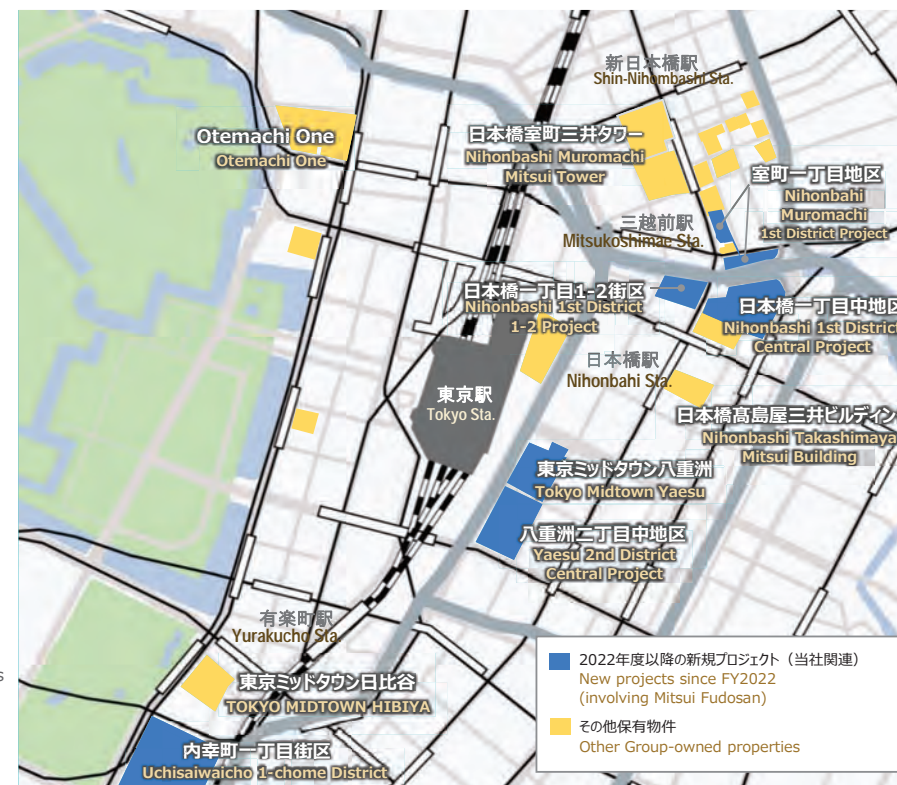 新日本橋駅
Shin-Nihombashi Sta.
Otemachi One
Otemachi One
日本橋室町三井タワー
Nihonbashi Muromachi
Mitsui Tower
室町一丁目地区
Nihonbahi
Muromachi
1st District Project
三越前駅
Mitsukoshimae Sta.
日本橋一丁目1-2街区
Nihonbashi 1st District
1-2 Project
日本橋一丁目中地区
Nihonbashi 1st District
Central Project
日本橋駅
Nihonbahi Sta.
東京駅
Tokyo Sta.
日本橋髙島屋三井ビルディン
Nihonbashi Takashimaya
Mitsui Building
東京ミッドタウン八重洲
Tokyo Midtown Yaesu
八重洲二丁目中地区
Yaesu 2nd District
Central Project
有楽町駅
Yurakucho Sta.
s
東京ミッドタウン日比谷
TOKYO MIDTOWN HIBIYA
内幸町一丁目街区
Uchisaiwaicho 1-chome District
2022年度以降の新規プロジェクト（当社関連）
New projects since FY2022
(involving Mitsui Fudosan)
その他保有物件
Other Group-owned properties